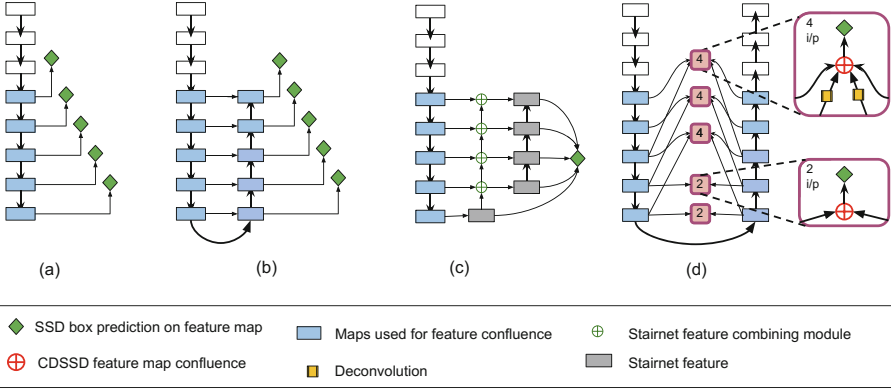 4
4
4
2
2
4
i/p
2
i/p
(a)
(b)
(c)
(d)
SSD box prediction on feature map
Maps used for feature confluence
Stairnet feature combining module
CDSSD feature map confluence
Deconvolution
Stairnet feature